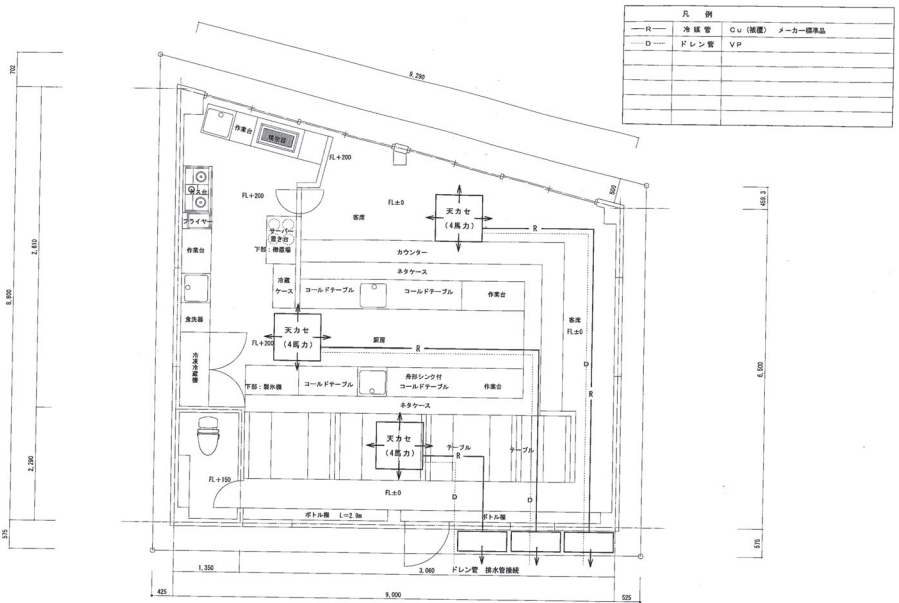 凡 例
R 冷媒管 Cu(被覆) メーカー標準品
D ドレン管 VP
702
9,290
作業台
焼物器
FL+200
500
459.3
FL+200
ガス台
FL±0
客席
天カセ
(4馬力)
R
フライヤー
サーバー
置き台
下部:樽置場
カウンター
2,610
作業台
ネタケース
冷蔵
ケース
コールドテーブル
コールドテーブル
作業台
8,800
食洗器
天カセ
(4馬力)
客席
FL±0
FL+200
厨房
R
冷凍冷蔵庫
D
6,500
下部:製氷機
コールドテーブル
舟形シンク付
コールドテーブル
作業台
R
ネタケース
天カセ
(4馬力)
テーブル
テーブル
R
2,290
FL+150
FL±0
D
D
ボトル棚 L=2.9m
ボトル棚
575
575
1,350
3,060
ドレン管 排水管接続
425
9,000
525